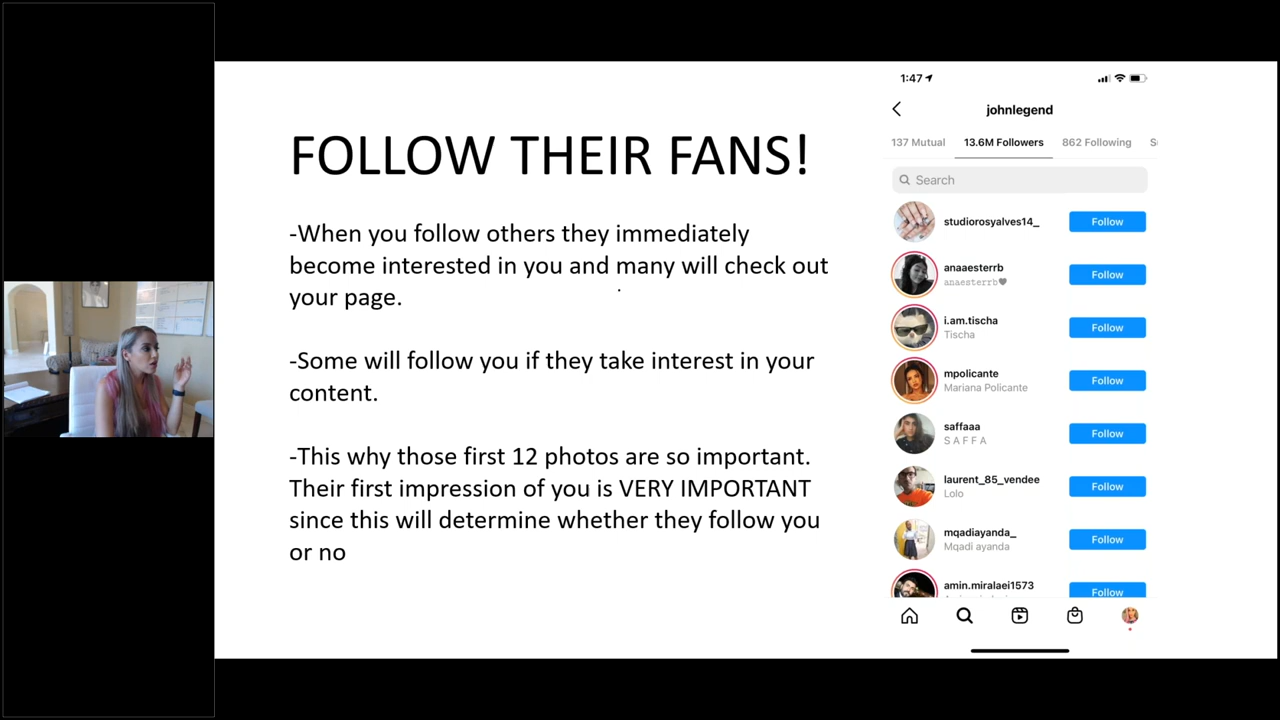 FOLLOW THEIR FANS!
-When you follow others they immediately
become interested in you and many will check out
your page.
-Some will follow you if they take interest in your
content.
-This why those first 12 photos are so important.
Their first impression of you is VERY IMPORTANT
since this will determine whether they follow you
or no
1:47
johnlegend
137 Mutual 13.6M Followers 862 Following
Search
studiorosyalves14_ Follow
anaaesterrb Follow
anaesterrb
i.am.tischa Follow
Tischa
mpolicante Follow
Mariana Policante
saffaaa Follow
S A F F A
laurent_85_vendee Follow
Lolo
mqadiayanda_ Follow
Mqadi ayanda
amin.miralaei1573 Follow